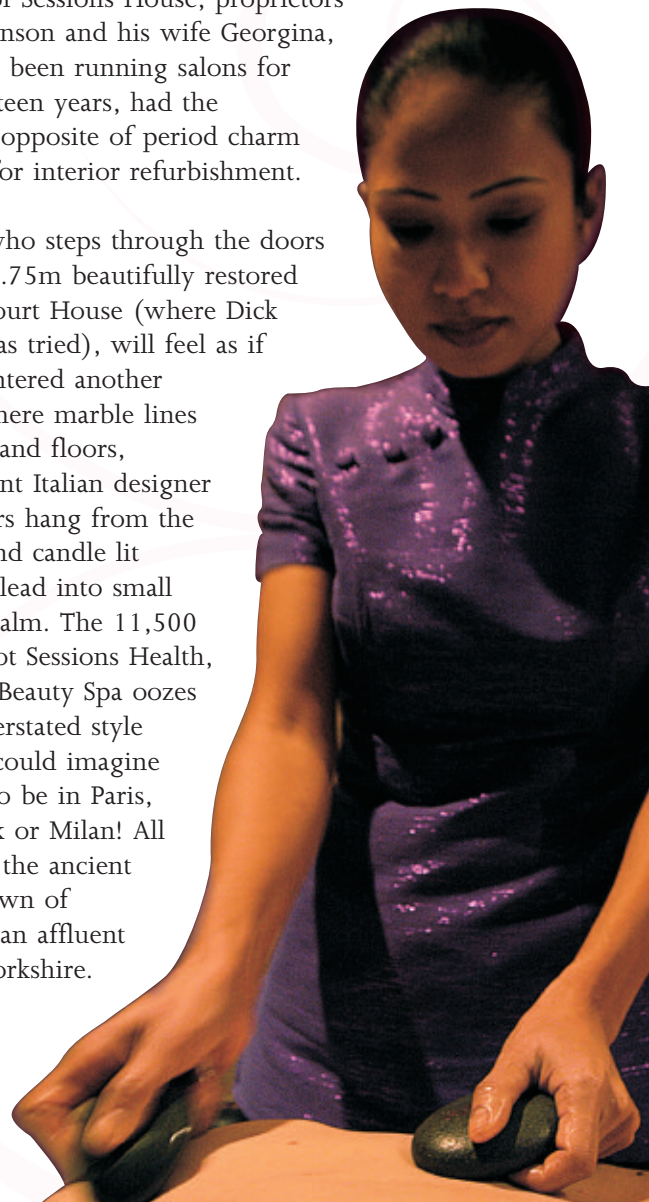 of Sessions House, proprietors
nson and his wife Georgina,
been running salons for
teen years, had the
opposite of period charm
for interior refurbishment.
who steps through the doors
.75m beautifully restored
ourt House (where Dick
as tried), will feel as if
ntered another
here marble lines
and floors,
nt Italian designer
rs hang from the
nd candle lit
lead into small
alm. The 11,500
ot Sessions Health,
Beauty Spa oozes
erstated style
could imagine
o be in Paris,
k or Milan! All
the ancient
wn of
an affluent
orkshire.